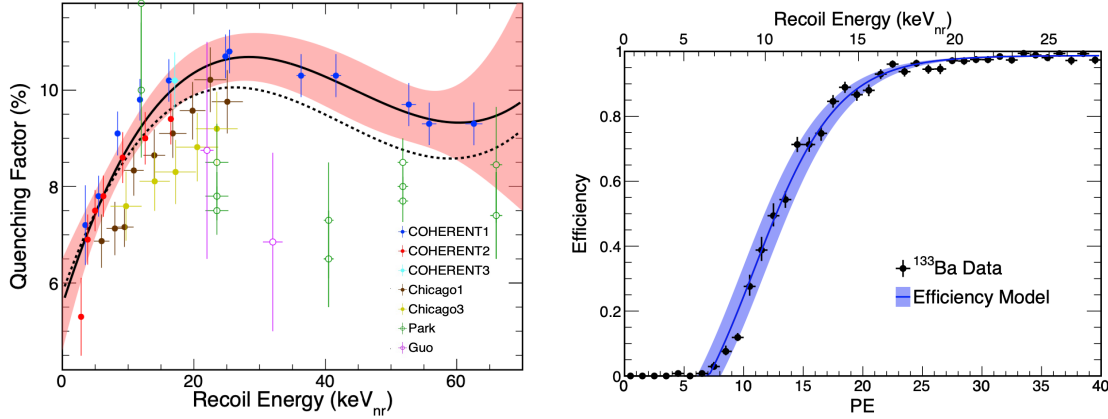 Quenching Factor (%)
10
8
6
0
20
40
60
Recoil Energy (keVnr)
COHERENT1
COHERENT2
COHERENT3
Chicago1
Chicago3
Park
Guo
Recoil Energy (keVnr)
0
5
10
15
20
25
Efficiency
1
0.8
0.6
0.4
0.2
0
133Ba Data
Efficiency Model
0
5
10
15
20
25
30
35
40
PE